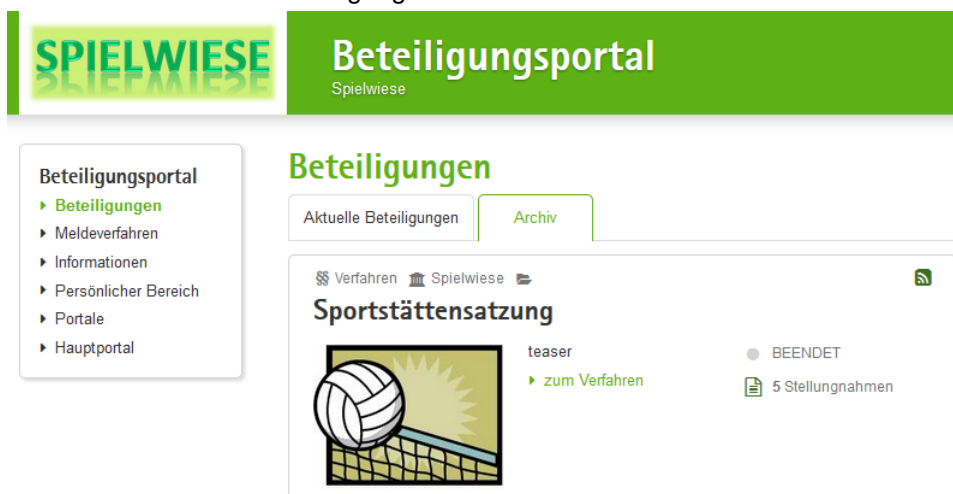 SPIELWIESE
Beteiligungsportal
Spielwiese
Beteiligungsportal
Beteiligungen
Meldeverfahren
Informationen
Persönlicher Bereich
Portale
Hauptportal
Beteiligungen
Aktuelle Beteiligungen Archiv
§§ Verfahren Spielwiese
Sportstättensatzung
teaser
zum Verfahren
BEENDET
5 Stellungnahmen